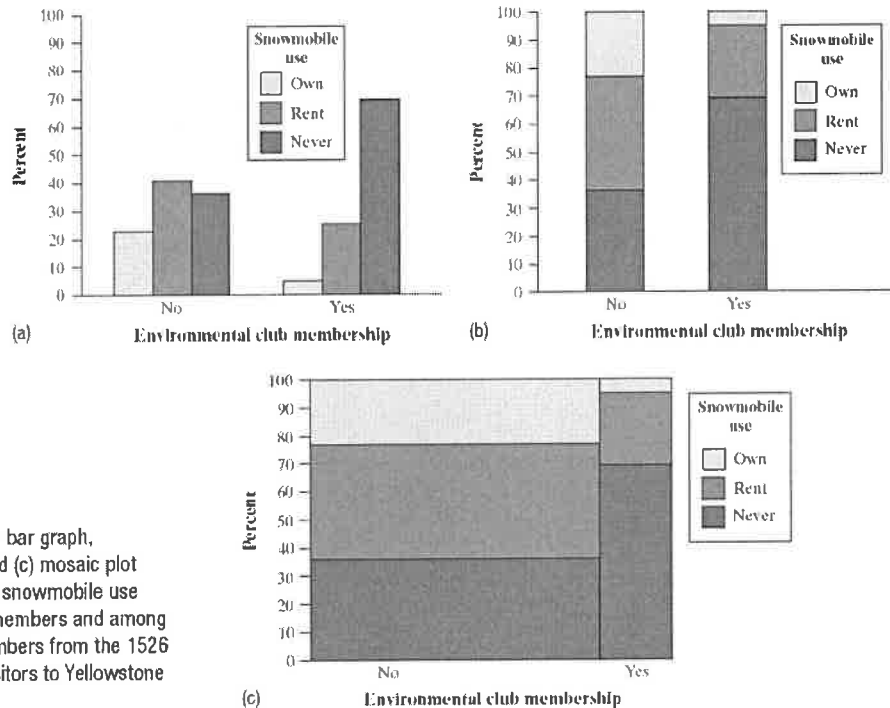 100
90
80
70
60
50
40
30
20
10
0
Percent
Snowmobile
use
Own
Rent
Never
No
Yes
Environmental club membership
(a)
100
90
80
70
60
50
40
30
20
10
0
Percent
Snowmobile
use
Own
Rent
Never
No
Yes
Environmental club membership
(b)
100
90
80
70
60
50
40
30
20
10
0
Percent
Snowmobile
use
Own
Rent
Never
No
Yes
Environmental club membership
(c)
bar graph,
(c) mosaic plot
snowmobile use
members and among
from the 1526
to Yellowstone